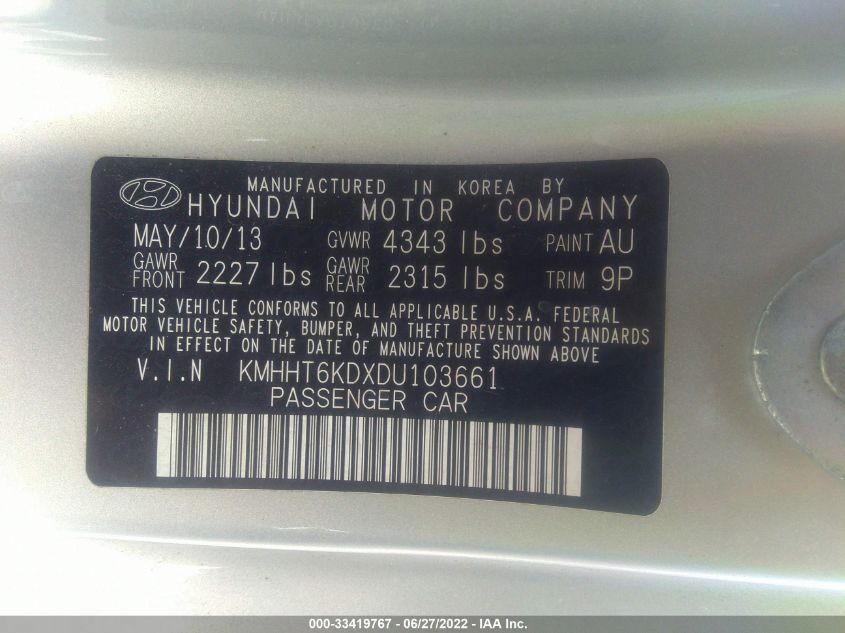 MANUFACTURED IN KOREA BY
HYUNDAI MOTOR COMPANY
MAY/10/13 GVWR 4343 lbs PAINT AU
GAWR FRONT 2227 lbs GAWR REAR 2315 lbs TRIM 9P
THIS VEHICLE CONFORMS TO ALL APPLICABLE U.S.A. FEDERAL
MOTOR VEHICLE SAFETY, BUMPER, AND THEFT PREVENTION STANDARDS
IN EFFECT ON THE DATE OF MANUFACTURE SHOWN ABOVE
V.I.N KMHHT6KDXDU103661
PASSENGER CAR
000-33419767 - 06/27/2022 - IAA Inc.